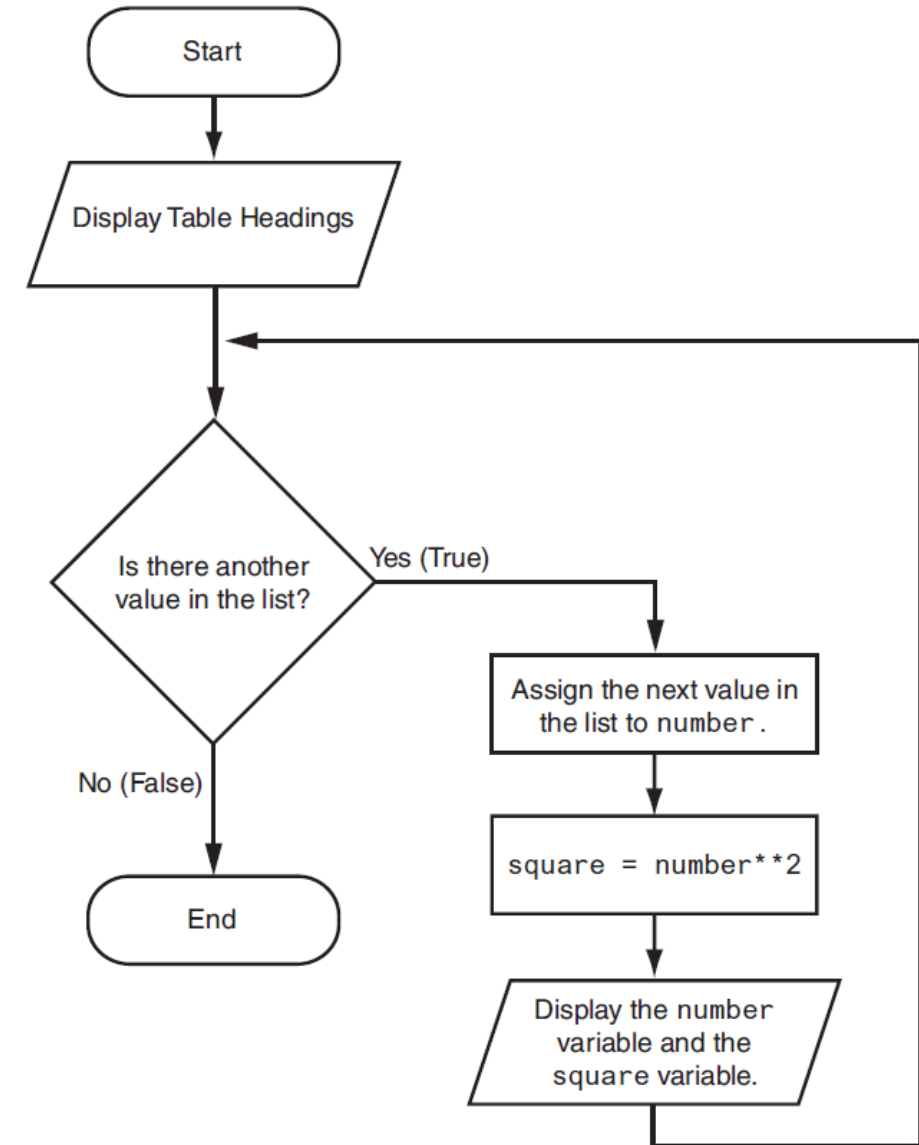 Start
Display Table Headings
Is there another
value in the list?
Yes (True)
Assign the next value in
the list to number.
square = number**2
Display the number
variable and the
square variable.
No (False)
End